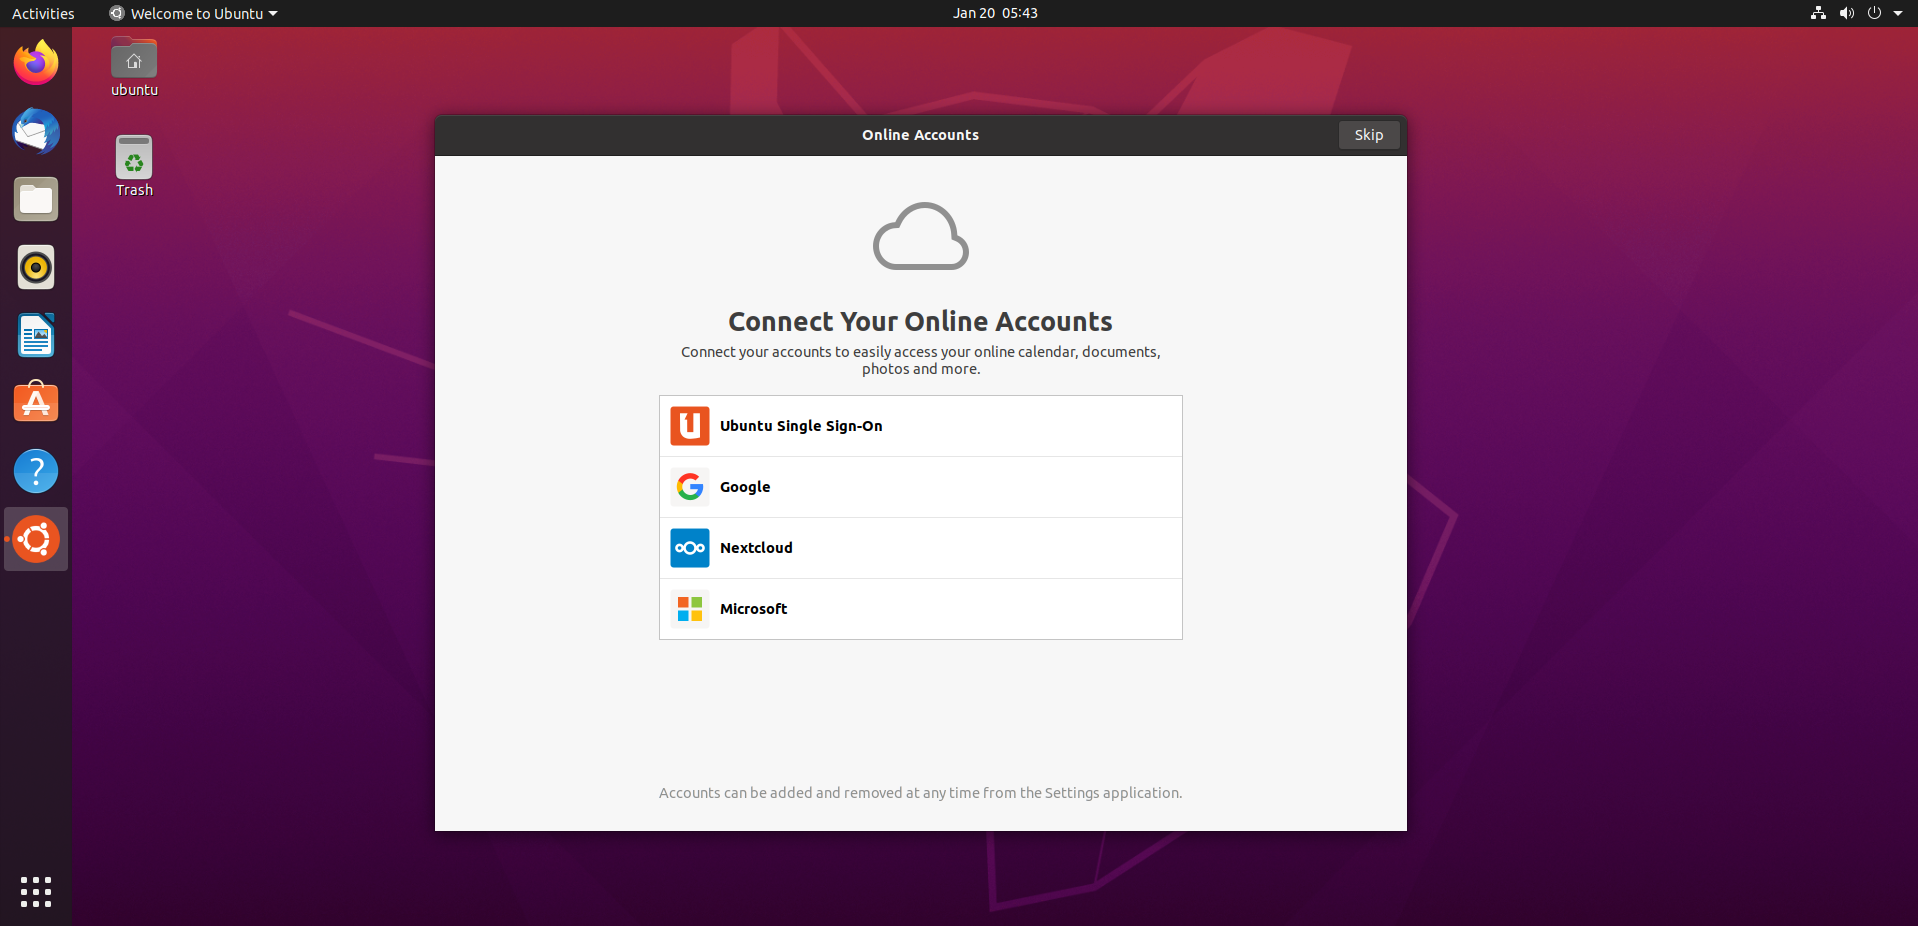 Activities
Welcome to Ubuntu
Jan 20 05:43
ubuntu
Trash
Online Accounts
Skip
Connect Your Online Accounts
Connect your accounts to easily access your online calendar, documents,
photos and more.
Ubuntu Single Sign-On
Google
Nextcloud
Microsoft
Accounts can be added and removed at any time from the Settings application.